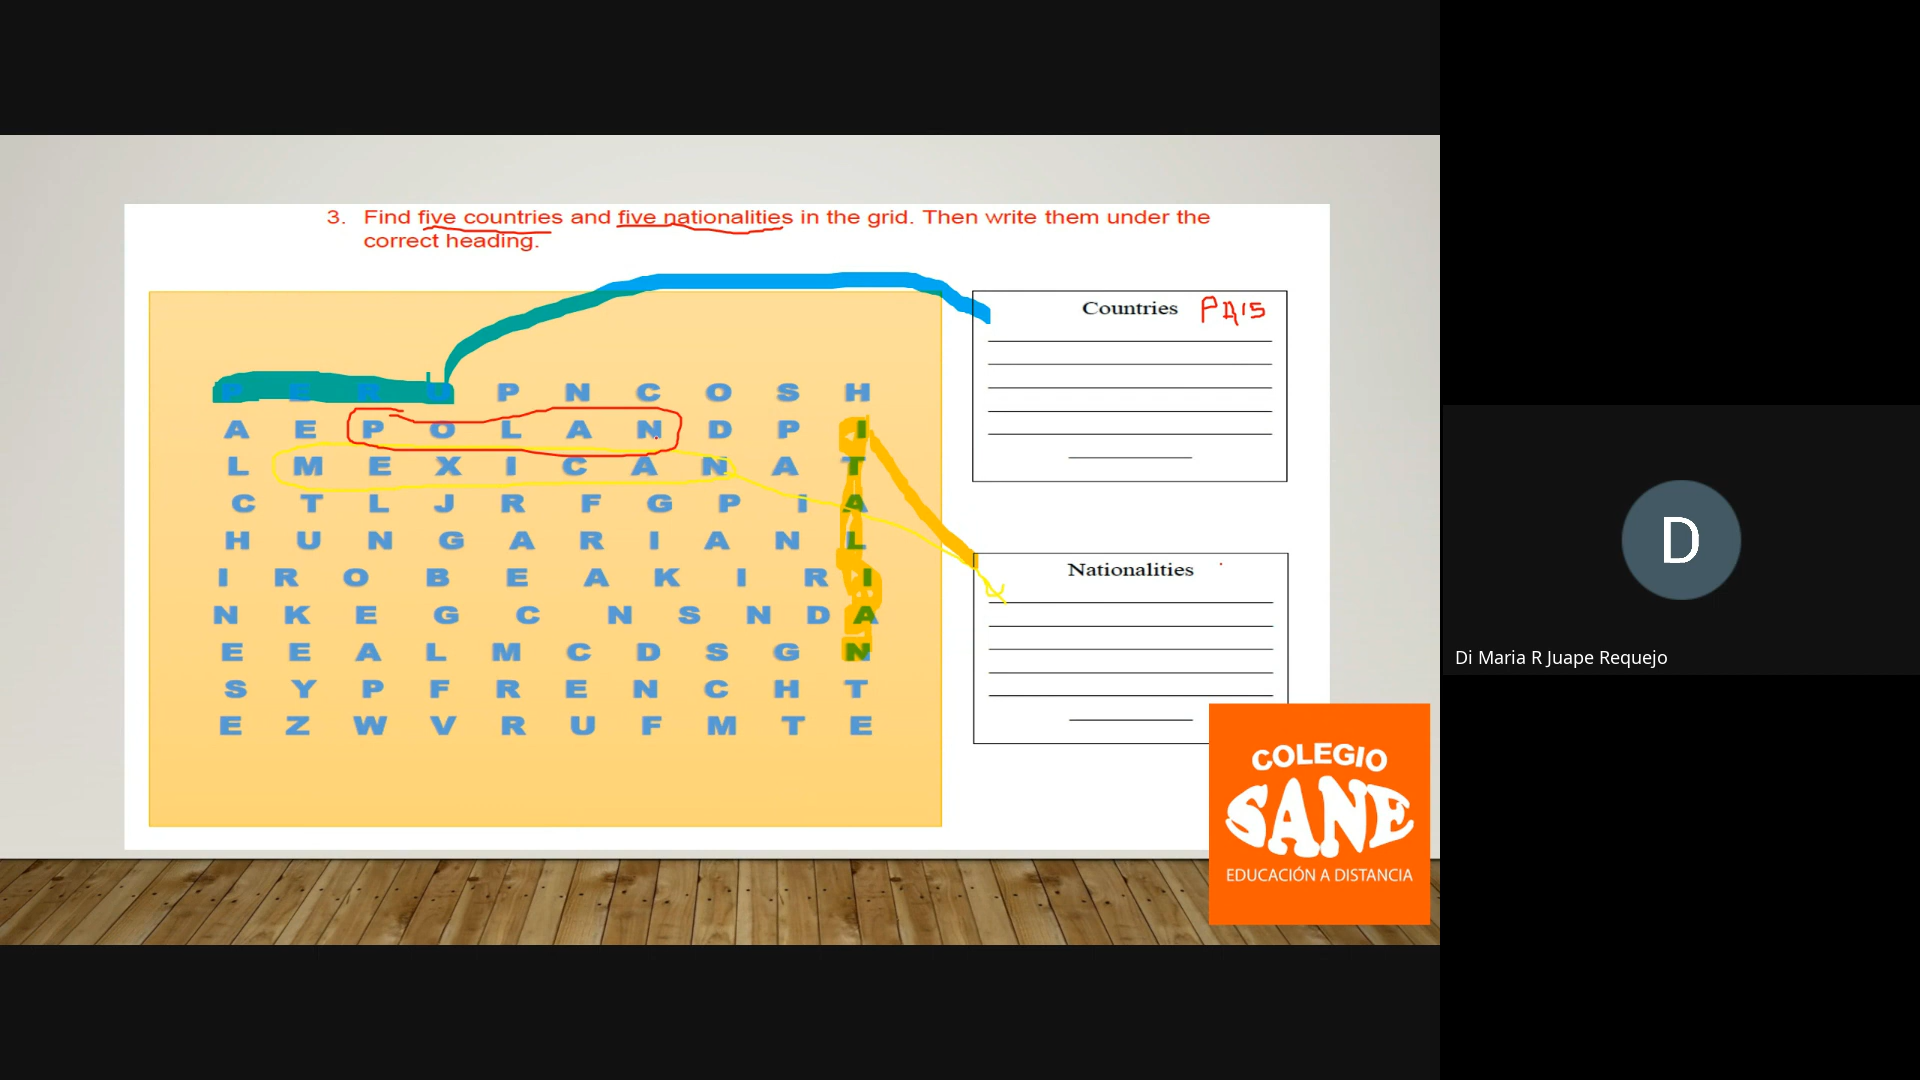 3. Find five countries and five nationalities in the grid. Then write them under the
correct heading.
Countries PAIS
P E R U P N C O S H
A E P O L A N D P I
L M E X I C A N A T
C T L J R F G P i A
H U N G A R I A N L
I R O B E A K I R I
N K E G C N S N D A
E E A L M C D S G N
S Y P F R E N C H T
E Z W V R U F M T E
Nationalities
COLEGIO
SANE
EDUCACIÓN A DISTANCIA
D
Di Maria R Juape Requejo